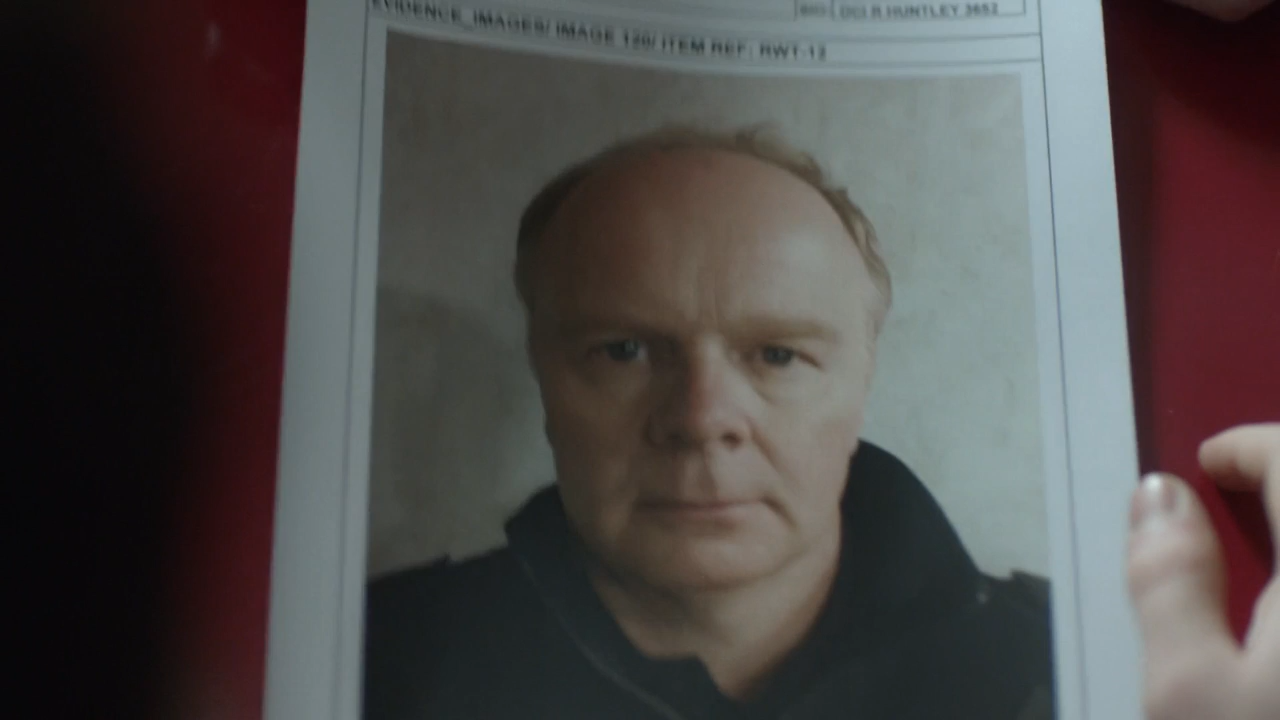 DCI R HUNTLEY 3652
EVIDENCE_IMAGES/ IMAGE 120/ ITEM REF: RWT-12